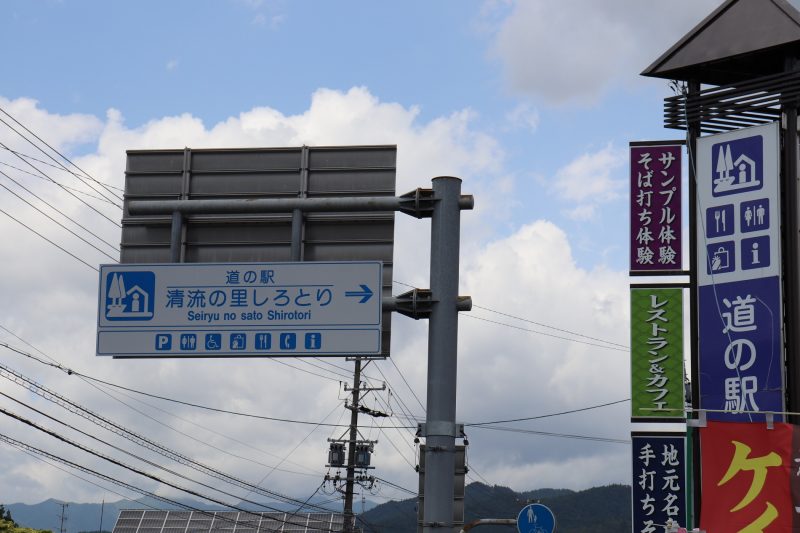 道の駅
清流の里しろとり
Seiryu no sato Shirotori
P
i
サンプル体験
そば打ち体験
i
レストラン&カフェ
道の駅
地元名
手打ちそ
ケイ